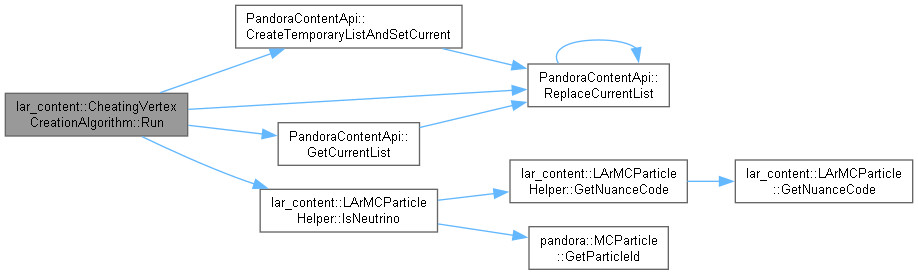 PandoraContentApi::
CreateTemporaryListAndSetCurrent
PandoraContentApi::
ReplaceCurrentList
lar_content::CheatingVertex
CreationAlgorithm::Run
PandoraContentApi::
GetCurrentList
lar_content::LArMCParticle
Helper::GetNuanceCode
lar_content::LArMCParticle
::GetNuanceCode
lar_content::LArMCParticle
Helper::IsNeutrino
pandora::MCParticle
::GetParticleId